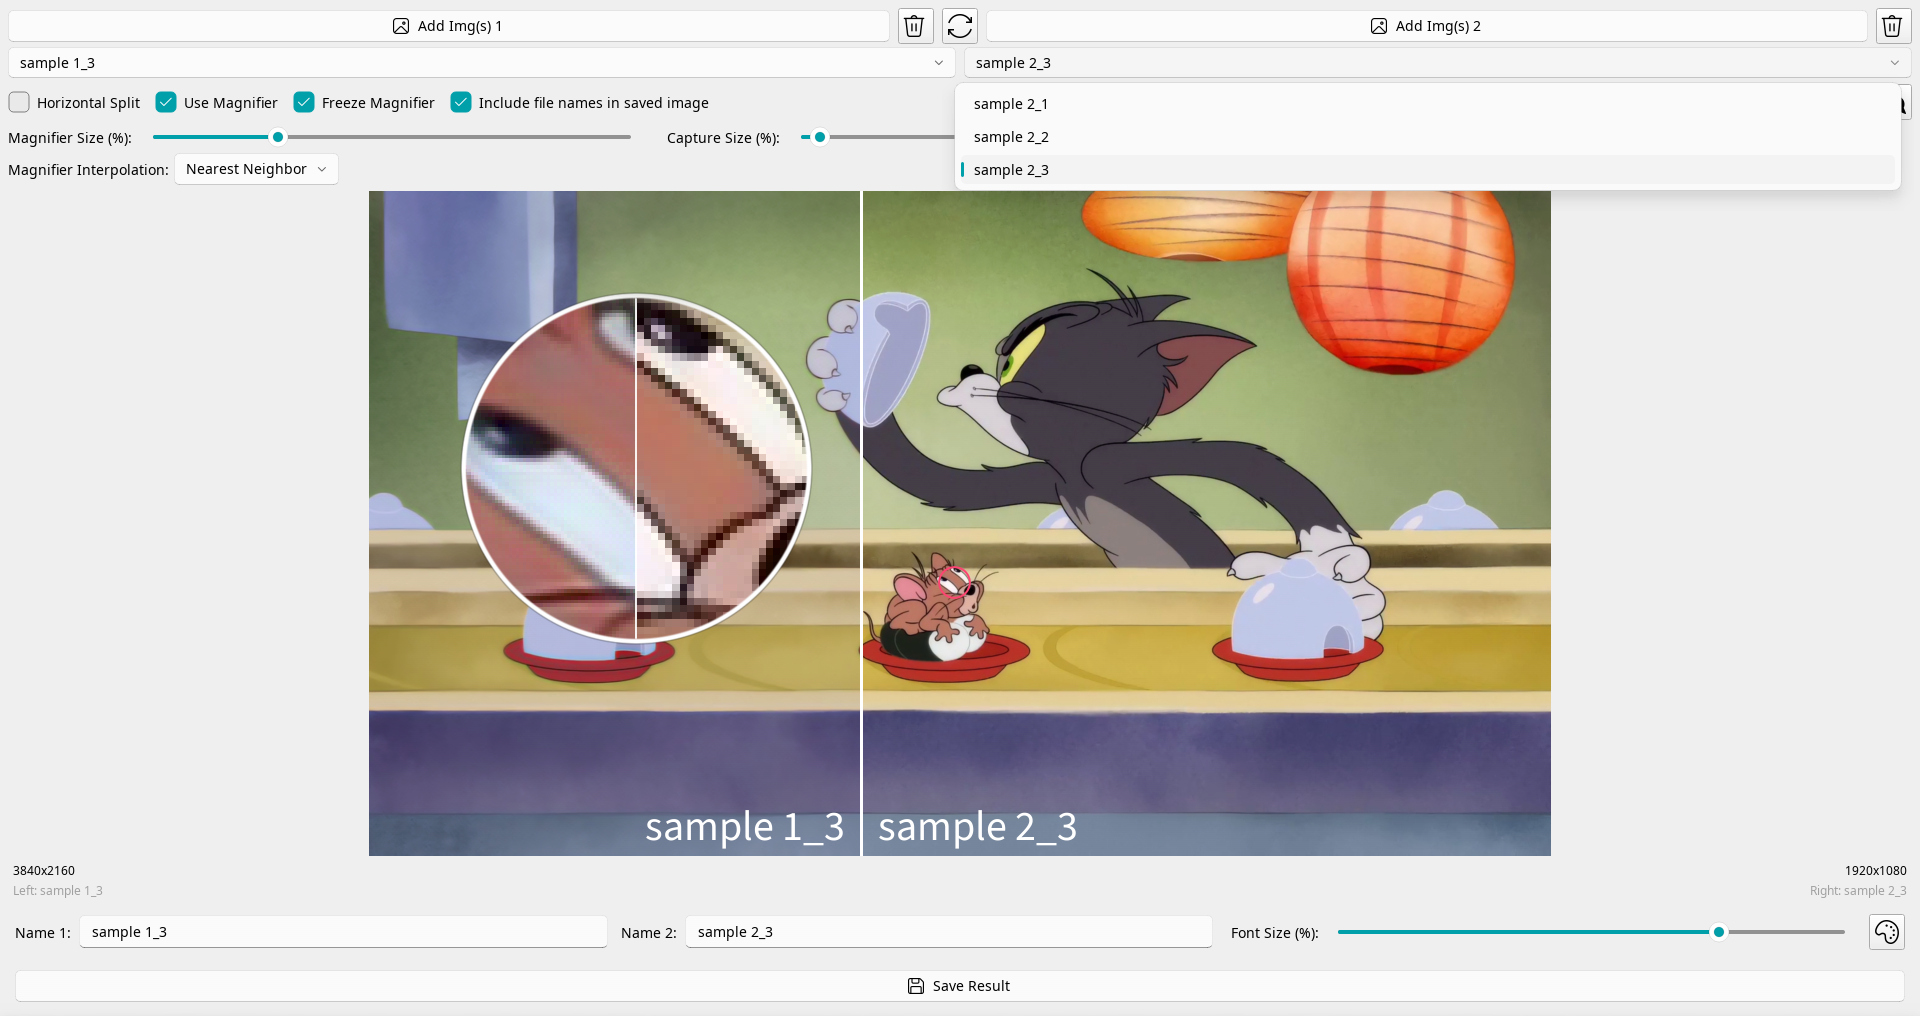 Add Img(s) 1
Add Img(s) 2
sample 1_3
sample 2_3
Horizontal Split
Use Magnifier
Freeze Magnifier
Include file names in saved image
sample 2_1
sample 2_2
sample 2_3
Magnifier Size (%):
Capture Size (%):
Magnifier Interpolation:
Nearest Neighbor
sample 1_3
sample 2_3
3840x2160
1920x1080
Left: sample 1_3
Right: sample 2_3
Name 1:
sample 1_3
Name 2:
sample 2_3
Font Size (%):
Save Result